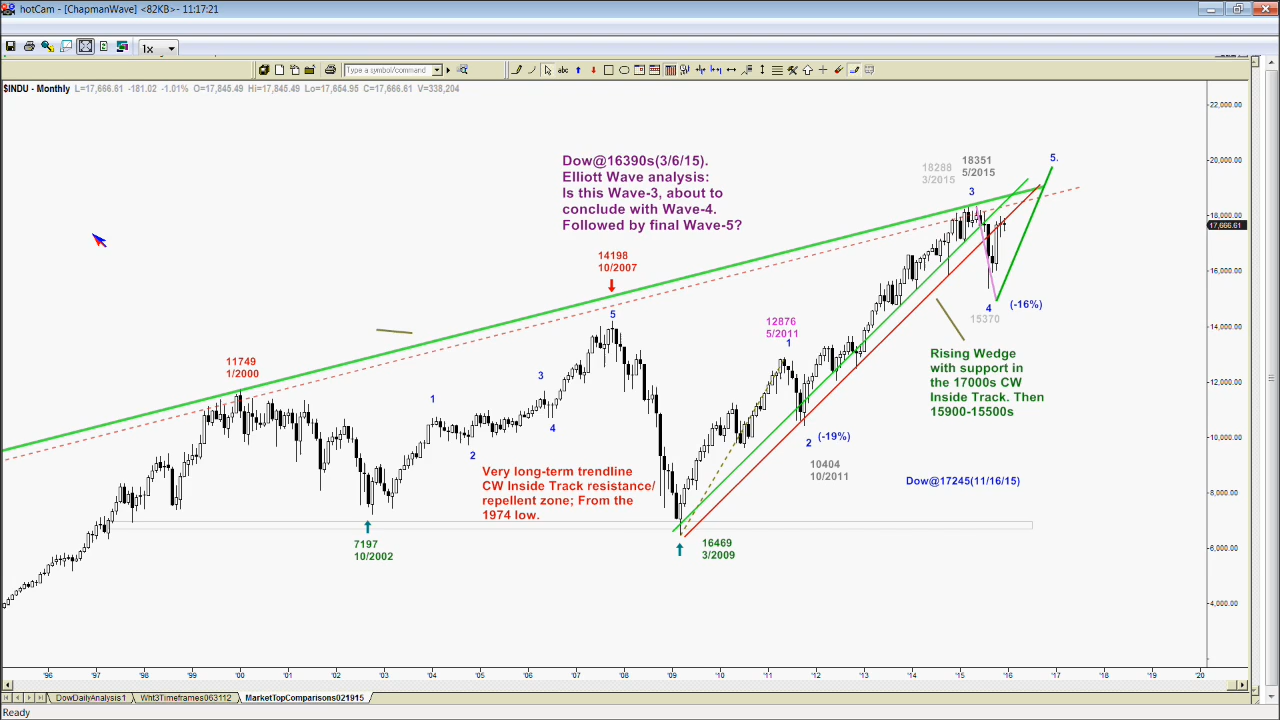 hotCam - [ChapmanWave] <82KB> - 11:17:21
1x
Type a symbol/command
abc
$INDU - Monthly L=17,666.61 -181.02 -1.01% O=17,845.49 Hi=17,845.49 Lo=17,654.95 C=17,666.61 V=338,204
22,000.00
20,000.00
18,000.00
17,666.61
16,000.00
14,000.00
12,000.00
10,000.00
8,000.00
6,000.00
4,000.00
Dow@16390s(3/6/15).
Elliott Wave analysis:
Is this Wave-3, about to
conclude with Wave-4.
Followed by final Wave-5?
18288
3/2015
18351
5/2015
3
5.
14198
10/2007
5
11749
1/2000
1
2
3
4
12876
5/2011
1
4
(-16%)
15370
Rising Wedge
with support in
the 17000s CW
Inside Track. Then
15900-15500s
2
(-19%)
10404
10/2011
Dow@17245(11/16/15)
Very long-term trendline
CW Inside Track resistance/
repellent zone; From the
1974 low.
7197
10/2002
16469
3/2009
'96 '97 '98 '99 '00 '01 '02 '03 '04 '05 '06 '07 '08 '09 '10 '11 '12 '13 '14 '15 '16 '17 '18 '19 '20
DowDailyAnalysis1 Wht3Timeframes063112 MarketTopComparisons021915
Ready